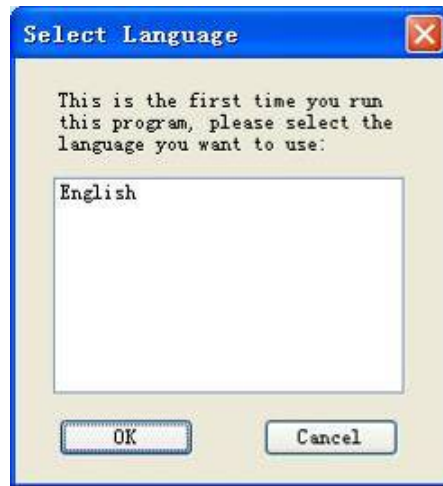 Select Language
This is the first time you run
this program, please select the
language you want to use:
English
OK
Cancel